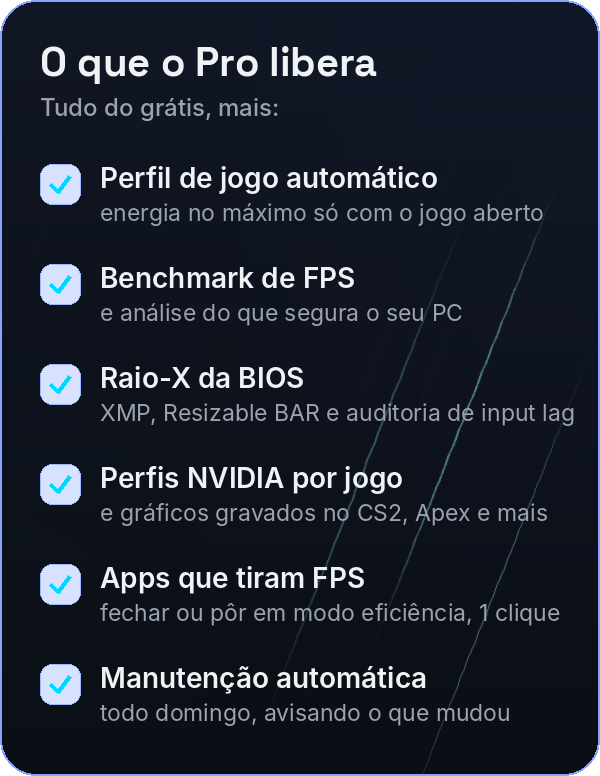 O que o Pro libera
Tudo do grátis, mais:
Perfil de jogo automático
energia no máximo só com o jogo aberto
Benchmark de FPS
e análise do que segura o seu PC
Raio-X da BIOS
XMP, Resizable BAR e auditoria de input lag
Perfis NVIDIA por jogo
e gráficos gravados no CS2, Apex e mais
Apps que tiram FPS
fechar ou pôr em modo eficiência, 1 clique
Manutenção automática
todo domingo, avisando o que mudou